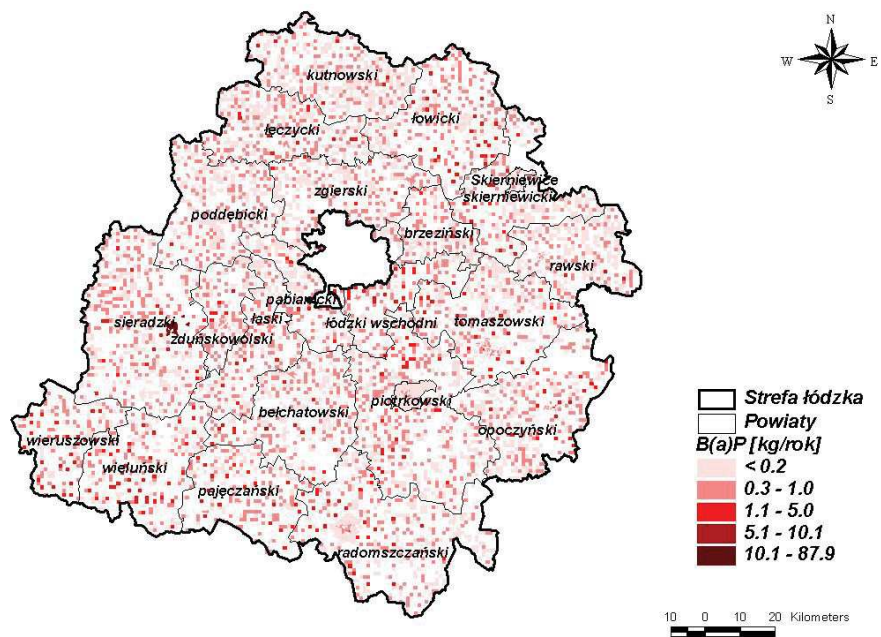 N
W E
S
kutnowski
łowicki
łęczycki
Skierniewice
zgierski
skierniewicki
poddębicki
brzeziński
rawski
pabianicki
sieradzki
łaski
łódzki wschodni
tomaszowski
zduńskowolski
piotrkowski
bełchatowski
opoczyński
wieruszowski
wieluński
pajęczański
radomszczański
Strefa łódzka
Powiaty
B(a)P [kg/rok]
< 0.2
0.3 - 1.0
1.1 - 5.0
5.1 - 10.1
10.1 - 87.9
10 0 10 20 Kilometers